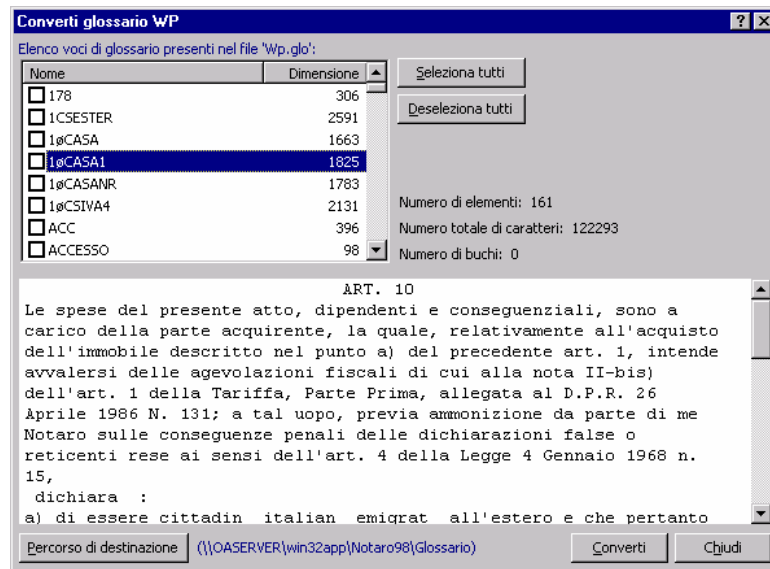 Converti glossario WP
Elenco voci di glossario presenti nel file 'Wp.glo':
Nome Dimensione
178 306
1CSESTER 2591
1øCASA 1663
1øCASA1 1825
1øCASANR 1783
1øCSIVA4 2131
ACC 396
ACCESSO 98
Seleziona tutti
Deseleziona tutti
Numero di elementi: 161
Numero totale di caratteri: 122293
Numero di buchi: 0
ART. 10
Le spese del presente atto, dipendenti e conseguenziali, sono a
carico della parte acquirente, la quale, relativamente all'acquisto
dell'immobile descritto nel punto a) del precedente art. 1, intende
avvalersi delle agevolazioni fiscali di cui alla nota II-bis)
dell'art. 1 della Tariffa, Parte Prima, allegata al D.P.R. 26
Aprile 1986 N. 131; a tal uopo, previa ammonizione da parte di me
Notaro sulle conseguenze penali delle dichiarazioni false o
reticenti rese ai sensi dell'art. 4 della Legge 4 Gennaio 1968 n.
15,
dichiara :
a) di essere cittadin italian emigrat all'estero e che pertanto
Percorso di destinazione (\\OASERVER\win32app\Notaro98\Glossario) Converti Chiudi